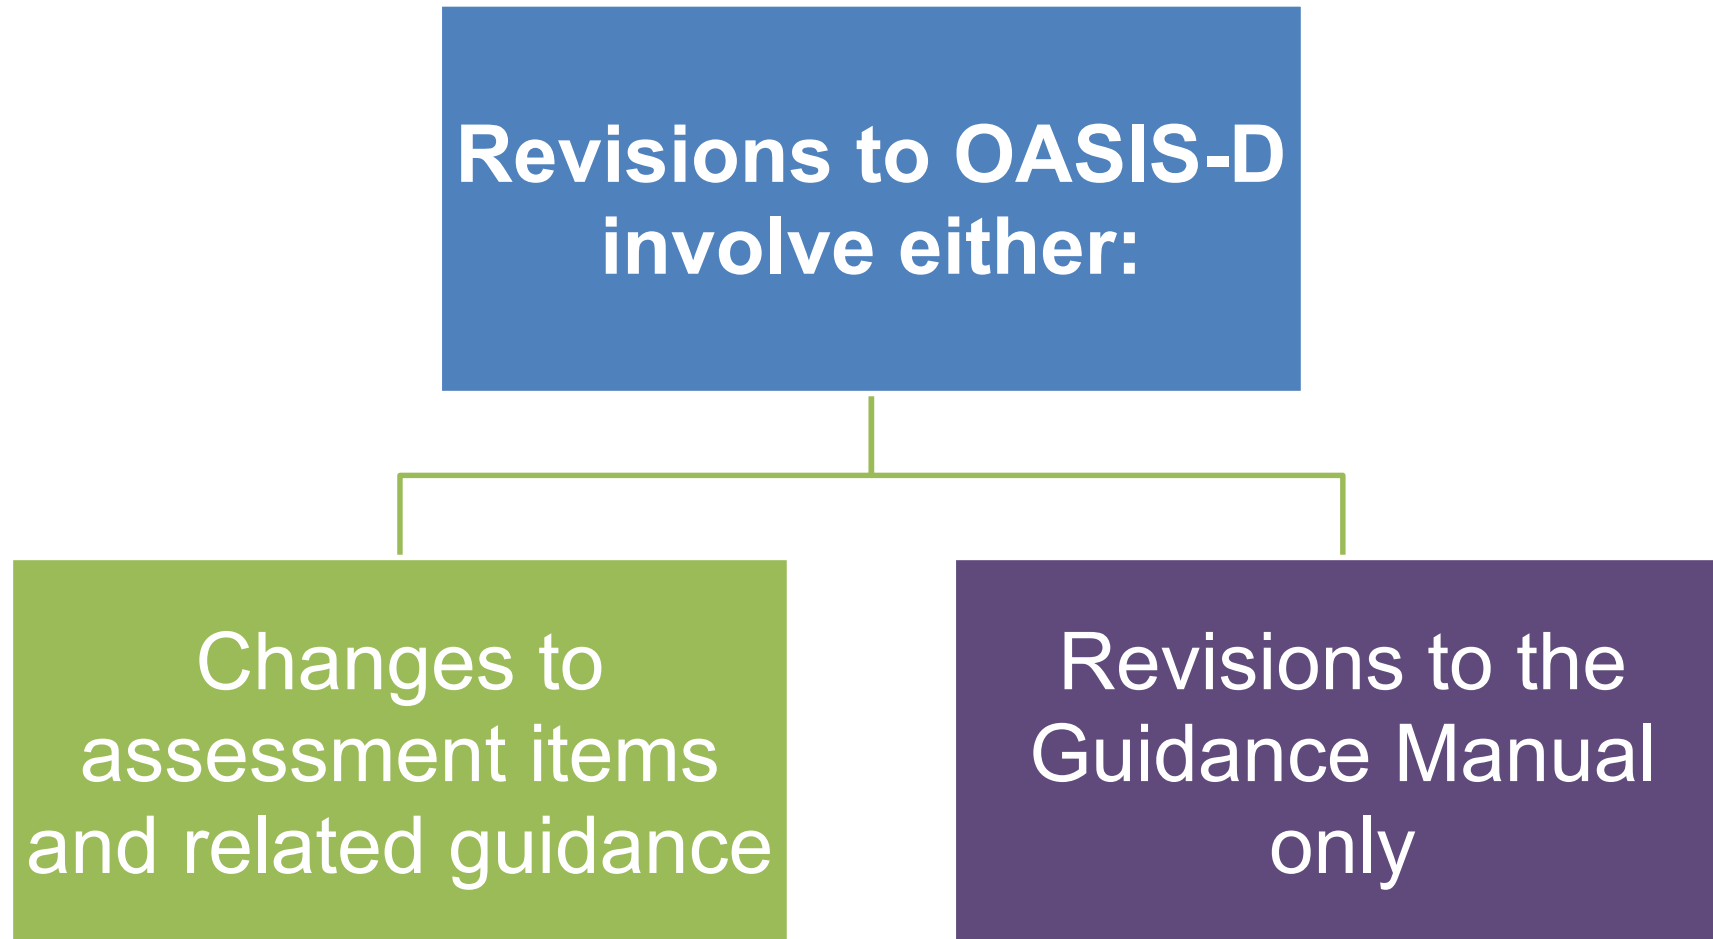 Revisions to OASIS-D
involve either:
Changes to
assessment items
and related guidance
Revisions to the
Guidance Manual
only